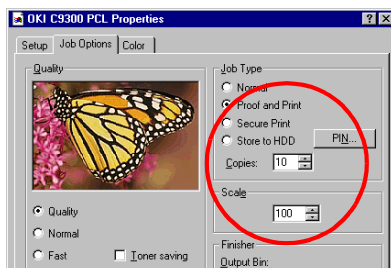 OKI C9300 PCL Properties
Setup Job Options Color
Quality
Quality
Normal
Fast
Toner saving
Job Type
Normal
Proof and Print
Secure Print
Store to HDD
PIN...
Copies: 10
Scale
100
Finisher
Output Bin: